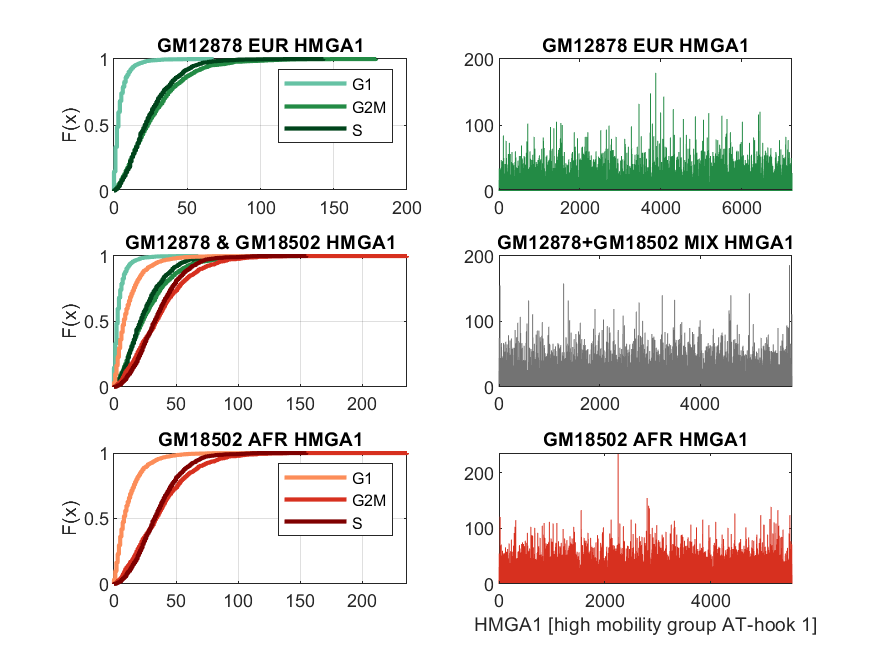 GM12878 EUR HMGA1
F(x)
1
0.5
0
0 50 100 150 200
G1
G2M
S
GM12878 EUR HMGA1
200
100
0
0 2000 4000 6000
GM12878 & GM18502 HMGA1
F(x)
1
0.5
0
0 50 100 150 200
GM12878+GM18502 MIX HMGA1
200
100
0
0 2000 4000
GM18502 AFR HMGA1
F(x)
1
0.5
0
0 50 100 150 200
G1
G2M
S
GM18502 AFR HMGA1
200
100
0
0 2000 4000
HMGA1 [high mobility group AT-hook 1]